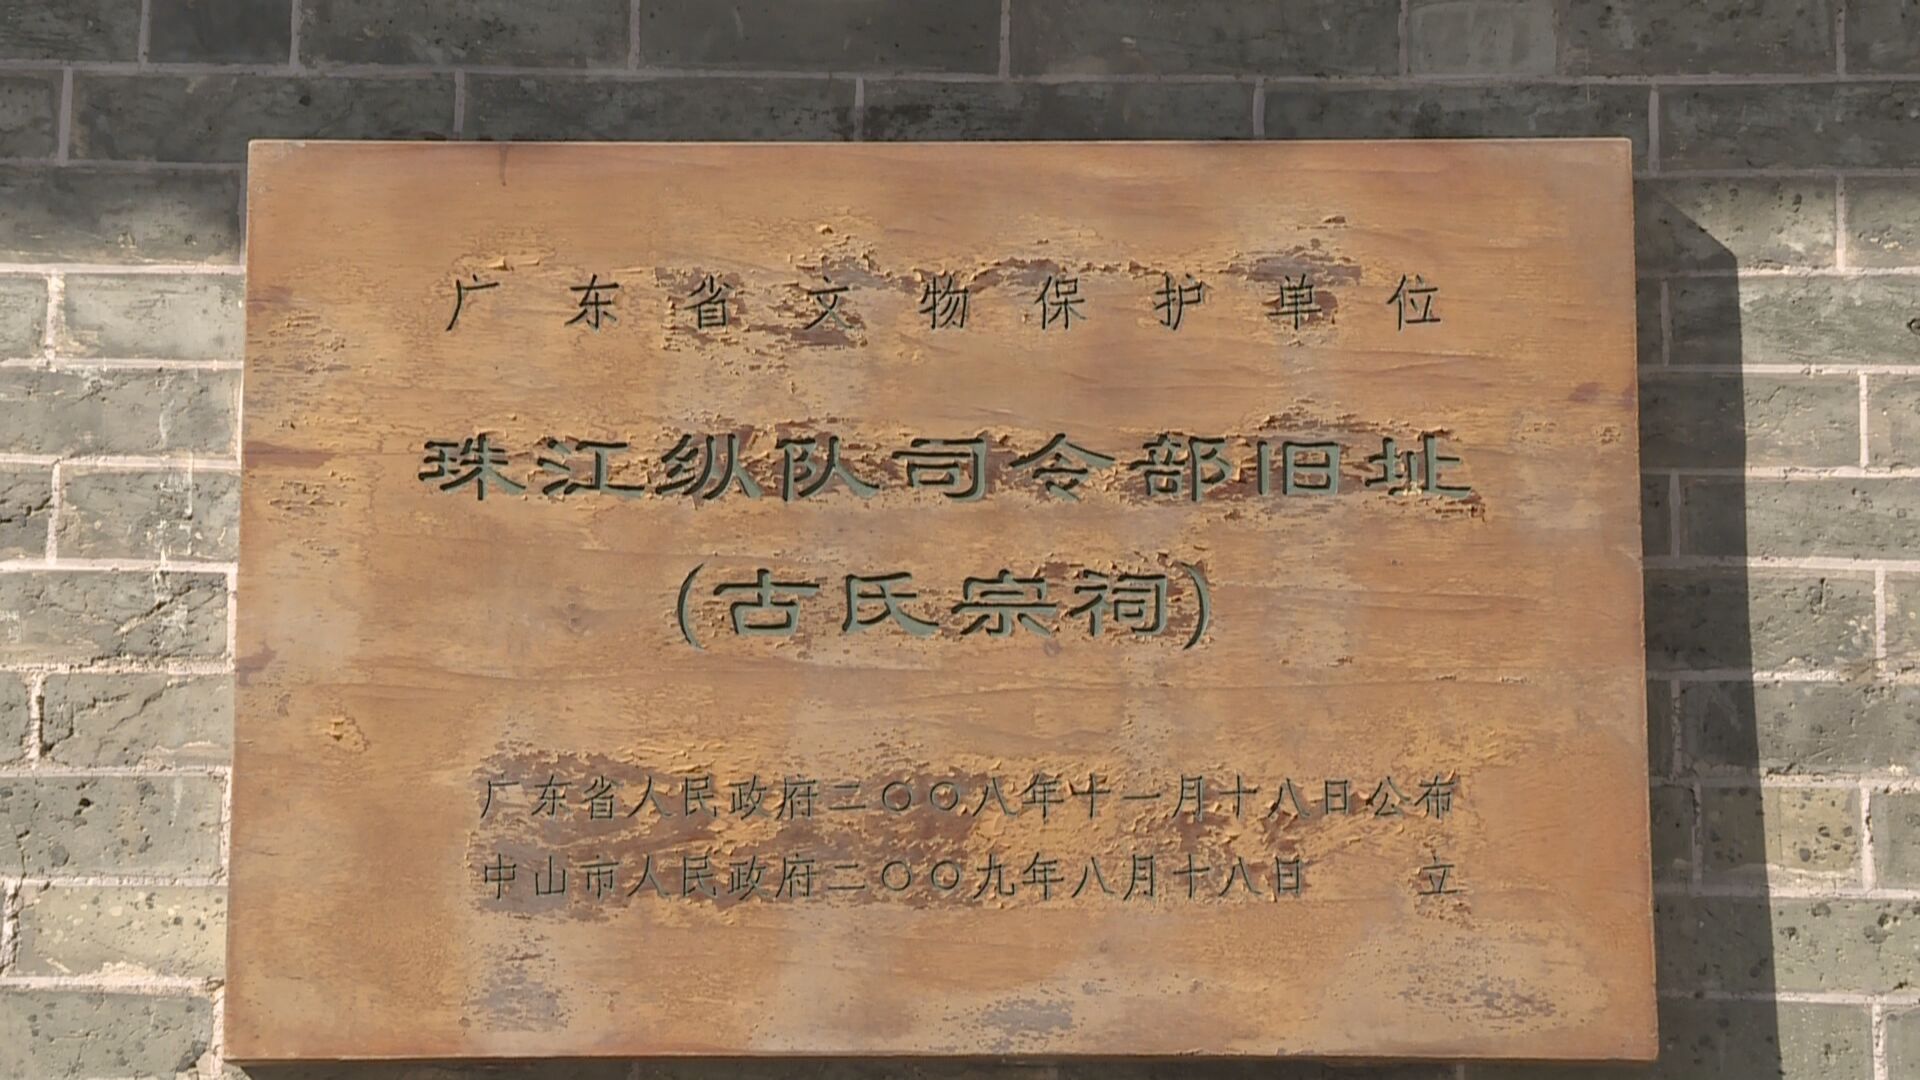 广东省文物保护单位
珠江纵队司令部旧址
(古氏宗祠)
广东省人民政府二〇〇八年十一月十八日公布
中山市人民政府二〇〇九年八月十八日 立